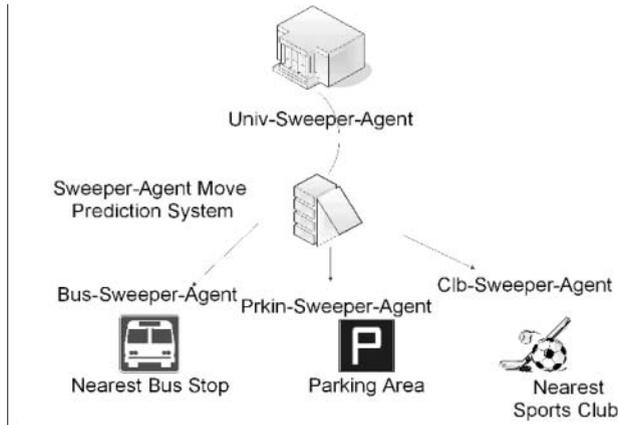 Univ-Sweeper-Agent
Sweeper-Agent Move
Prediction System
Bus-Sweeper-Agent
Prkin-Sweeper-Agent
Clb-Sweeper-Agent
P
Nearest Bus Stop
Parking Area
Nearest
Sports Club